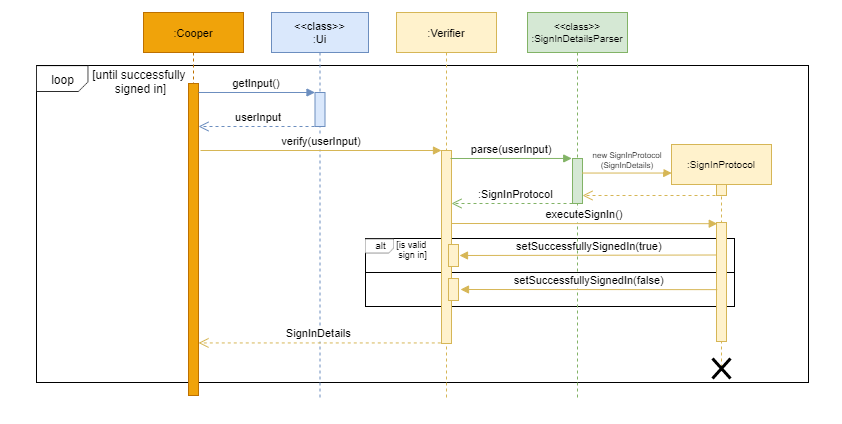 :Cooper
<<class>>
:Ui
:Verifier
<<class>>
:SignInDetailsParser
loop
[until successfully
signed in]
getInput()
userInput
verify(userInput)
parse(userInput)
new SignInProtocol
(SignInDetails)
:SignInProtocol
:SignInProtocol
executeSignIn()
alt
[is valid
sign in]
setSuccessfullySignedIn(true)
setSuccessfullySignedIn(false)
SignInDetails